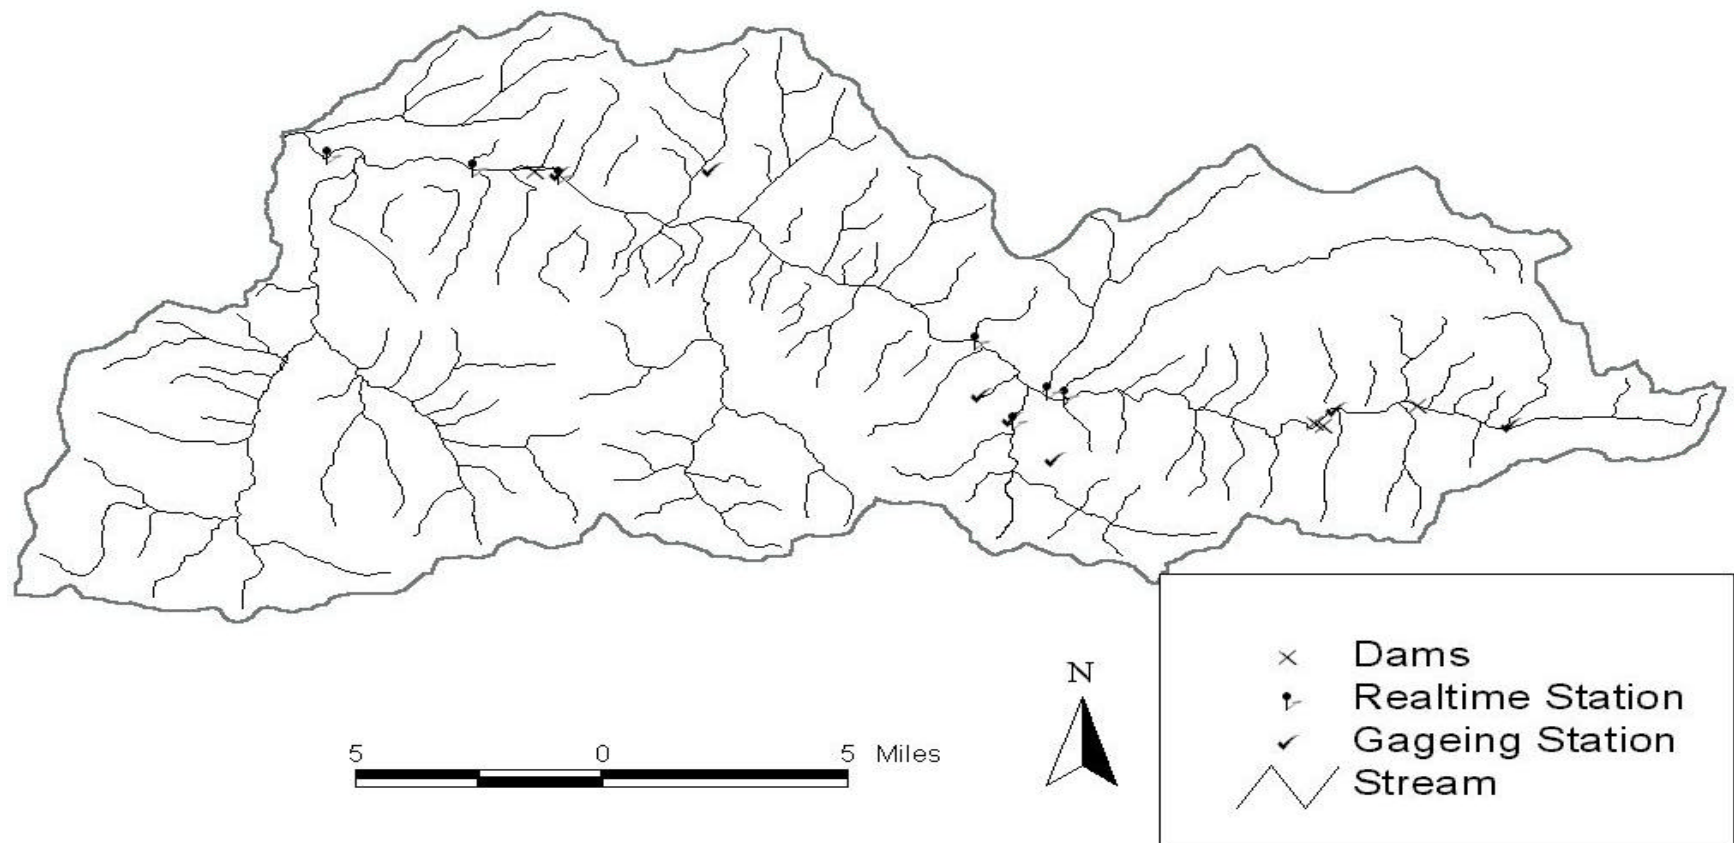 N
5 0 5 Miles
Dams
Realtime Station
Gageing Station
Stream